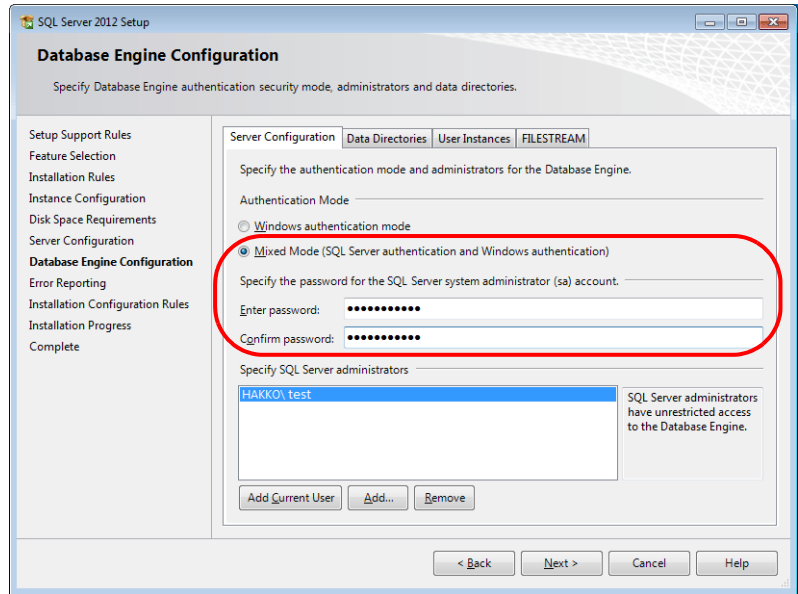 SQL Server 2012 Setup
Database Engine Configuration
Specify Database Engine authentication security mode, administrators and data directories.
Setup Support Rules
Feature Selection
Installation Rules
Instance Configuration
Disk Space Requirements
Server Configuration
Database Engine Configuration
Error Reporting
Installation Configuration Rules
Installation Progress
Complete
Server Configuration Data Directories User Instances FILESTREAM
Specify the authentication mode and administrators for the Database Engine.
Authentication Mode
Windows authentication mode
Mixed Mode (SQL Server authentication and Windows authentication)
Specify the password for the SQL Server system administrator (sa) account.
Enter password: ●●●●●●●●●●●
Confirm password: ●●●●●●●●●●●
Specify SQL Server administrators
HAKKO\ test
SQL Server administrators
have unrestricted access
to the Database Engine.
Add Current User Add... Remove
< Back Next > Cancel Help